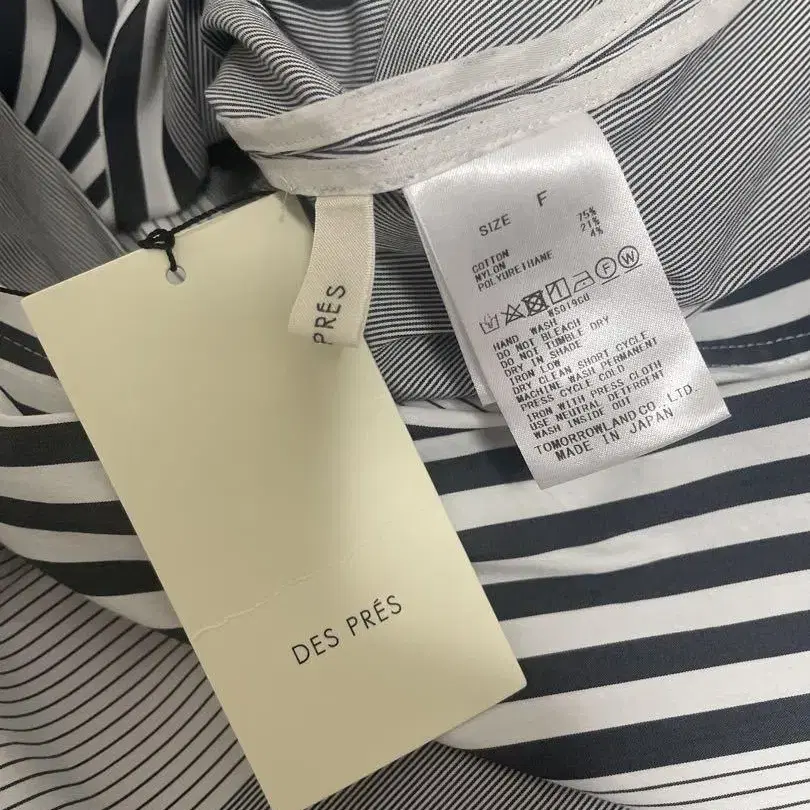 SIZE F
COTTON 75%
NYLON 21%
POLYURETHANE 4%
WS019GU
HAND WASH
DO NOT BLEACH
DO NOT TUMBLE DRY
DRY IN SHADE
IRON LOW
DRY CLEAN SHORT CYCLE
MACHINE WASH PERMANENT
PRESS CYCLE COLD
IRON WITH PRESS CLOTH
USE NEUTRAL DETERGENT
WASH INSIDE OUT
TOMORROWLAND CO., LTD.
MADE IN JAPAN
PRÉS
DES PRÉS